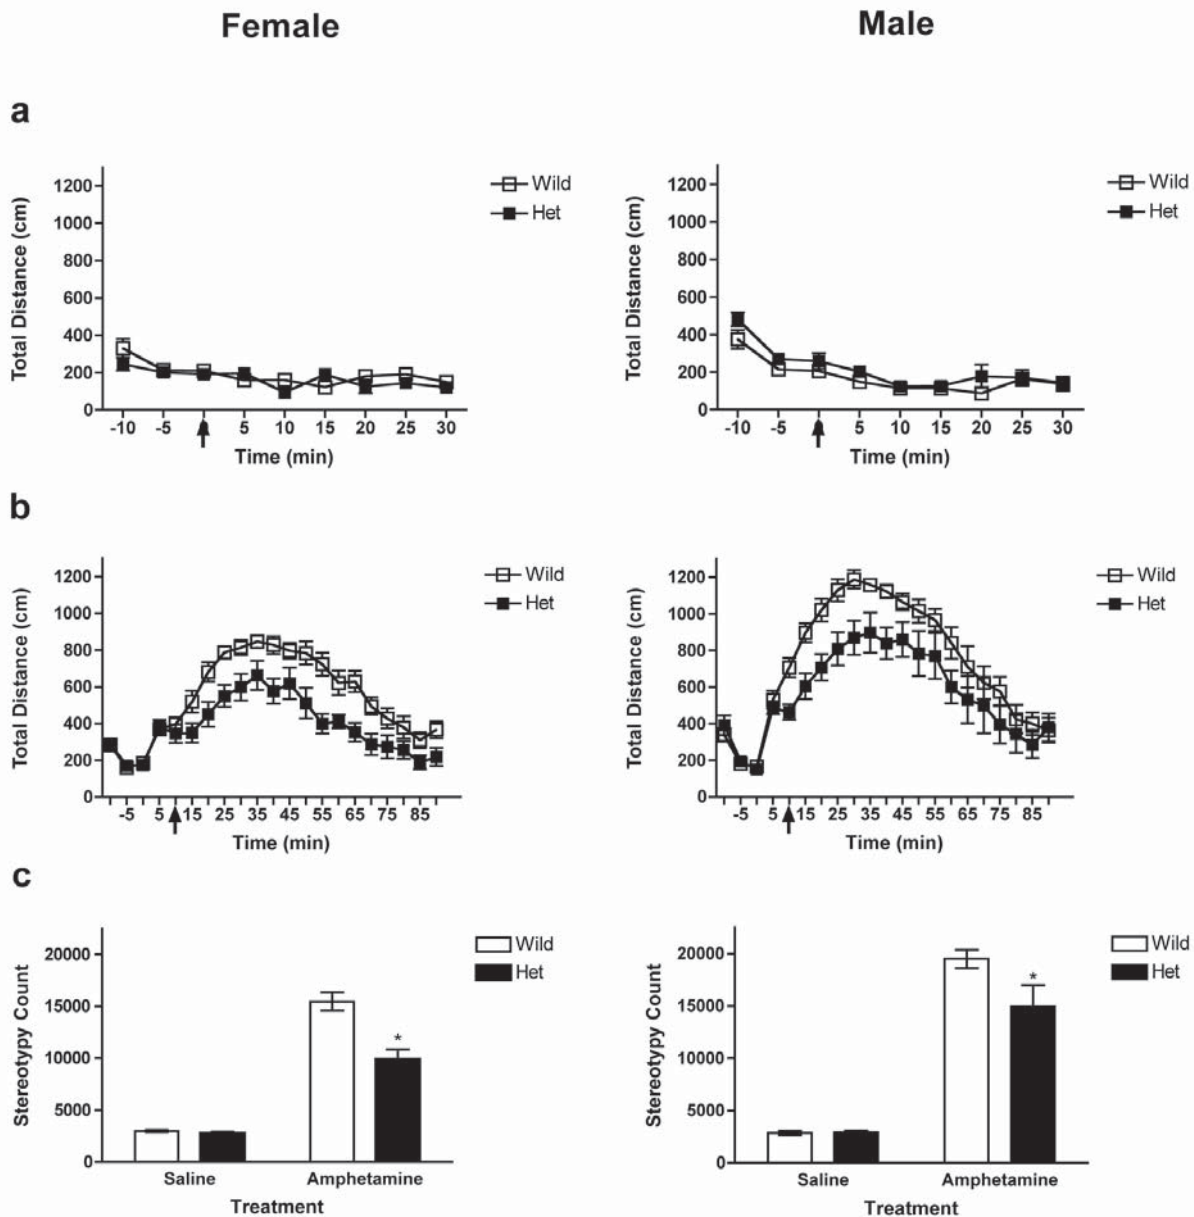 Female Male
a
1200
1000
800
600
400
200
0
Total Distance (cm)
-10 -5 5 10 15 20 25 30
Time (min)
Wild
Het
1200
1000
800
600
400
200
0
Total Distance (cm)
-10 -5 5 10 15 20 25 30
Time (min)
Wild
Het
b
1200
1000
800
600
400
200
0
Total Distance (cm)
-5 5 15 25 35 45 55 65 75 85
Time (min)
Wild
Het
1200
1000
800
600
400
200
0
Total Distance (cm)
-5 5 15 25 35 45 55 65 75 85
Time (min)
Wild
Het
c
20000
15000
10000
5000
0
Stereotypy Count
*
Saline Amphetamine
Treatment
Wild
Het
20000
15000
10000
5000
0
Stereotypy Count
*
Saline Amphetamine
Treatment
Wild
Het